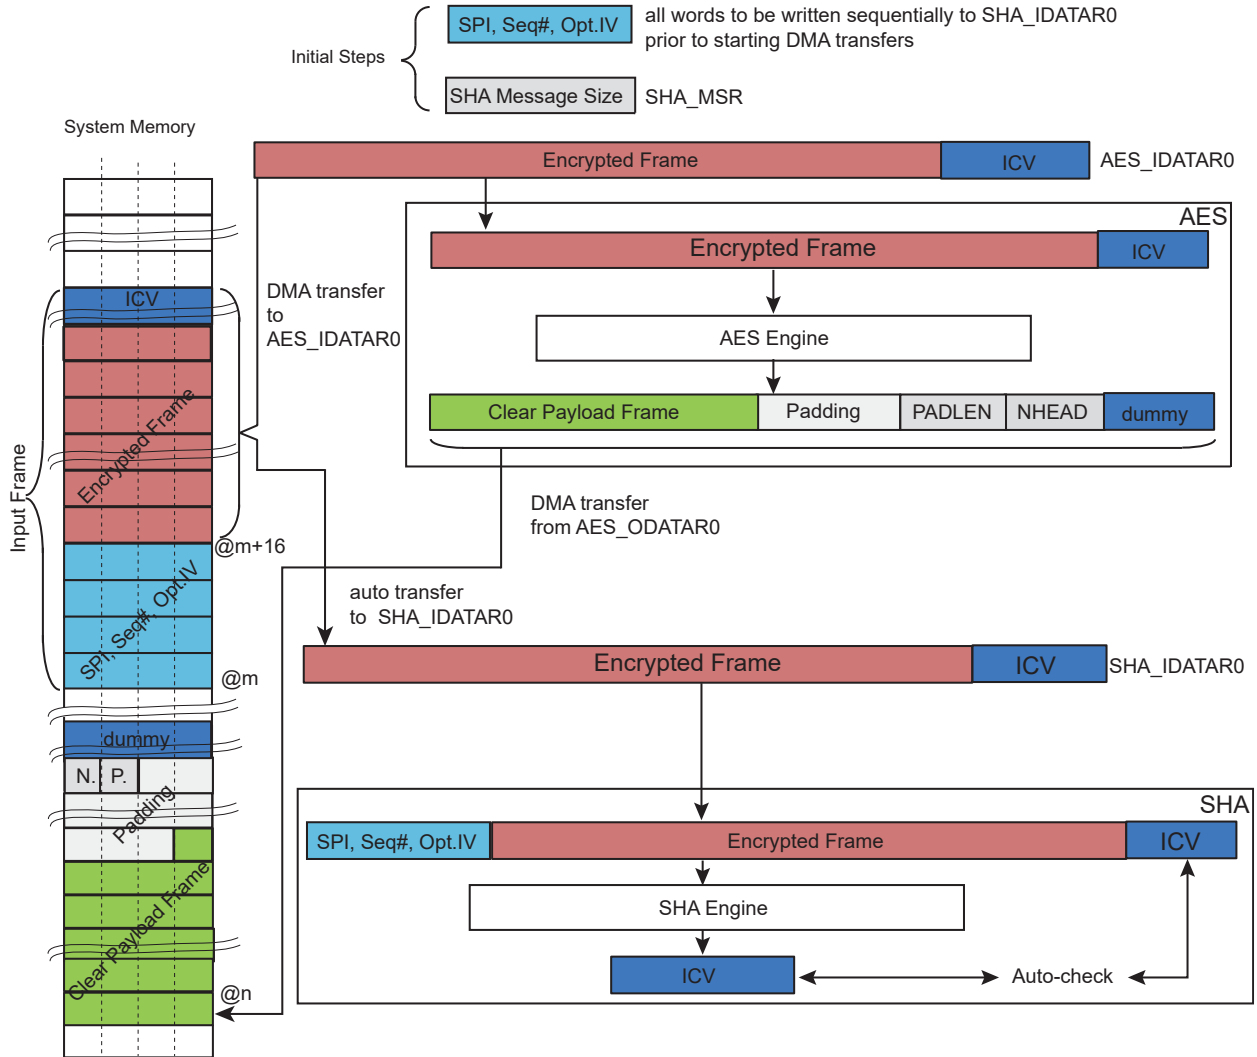 SPI, Seq#, Opt.IV
all words to be written sequentially to SHA_IDATAR0
prior to starting DMA transfers
Initial Steps
SHA Message Size
SHA_MSR
System Memory
Encrypted Frame
ICV
AES_IDATAR0
AES
Encrypted Frame
ICV
ICV
DMA transfer
to
AES_IDATAR0
AES Engine
Clear Payload Frame
Padding
PADLEN
NHEAD
dummy
Input Frame
Encrypted Frame
DMA transfer
from AES_ODATAR0
@m+16
SPI, Seq#, Opt.IV
auto transfer
to SHA_IDATAR0
@m
Encrypted Frame
ICV
SHA_IDATAR0
dummy
N.
P.
Padding
SHA
SPI, Seq#, Opt.IV
Encrypted Frame
ICV
Clear Payload Frame
SHA Engine
ICV
Auto-check
@n